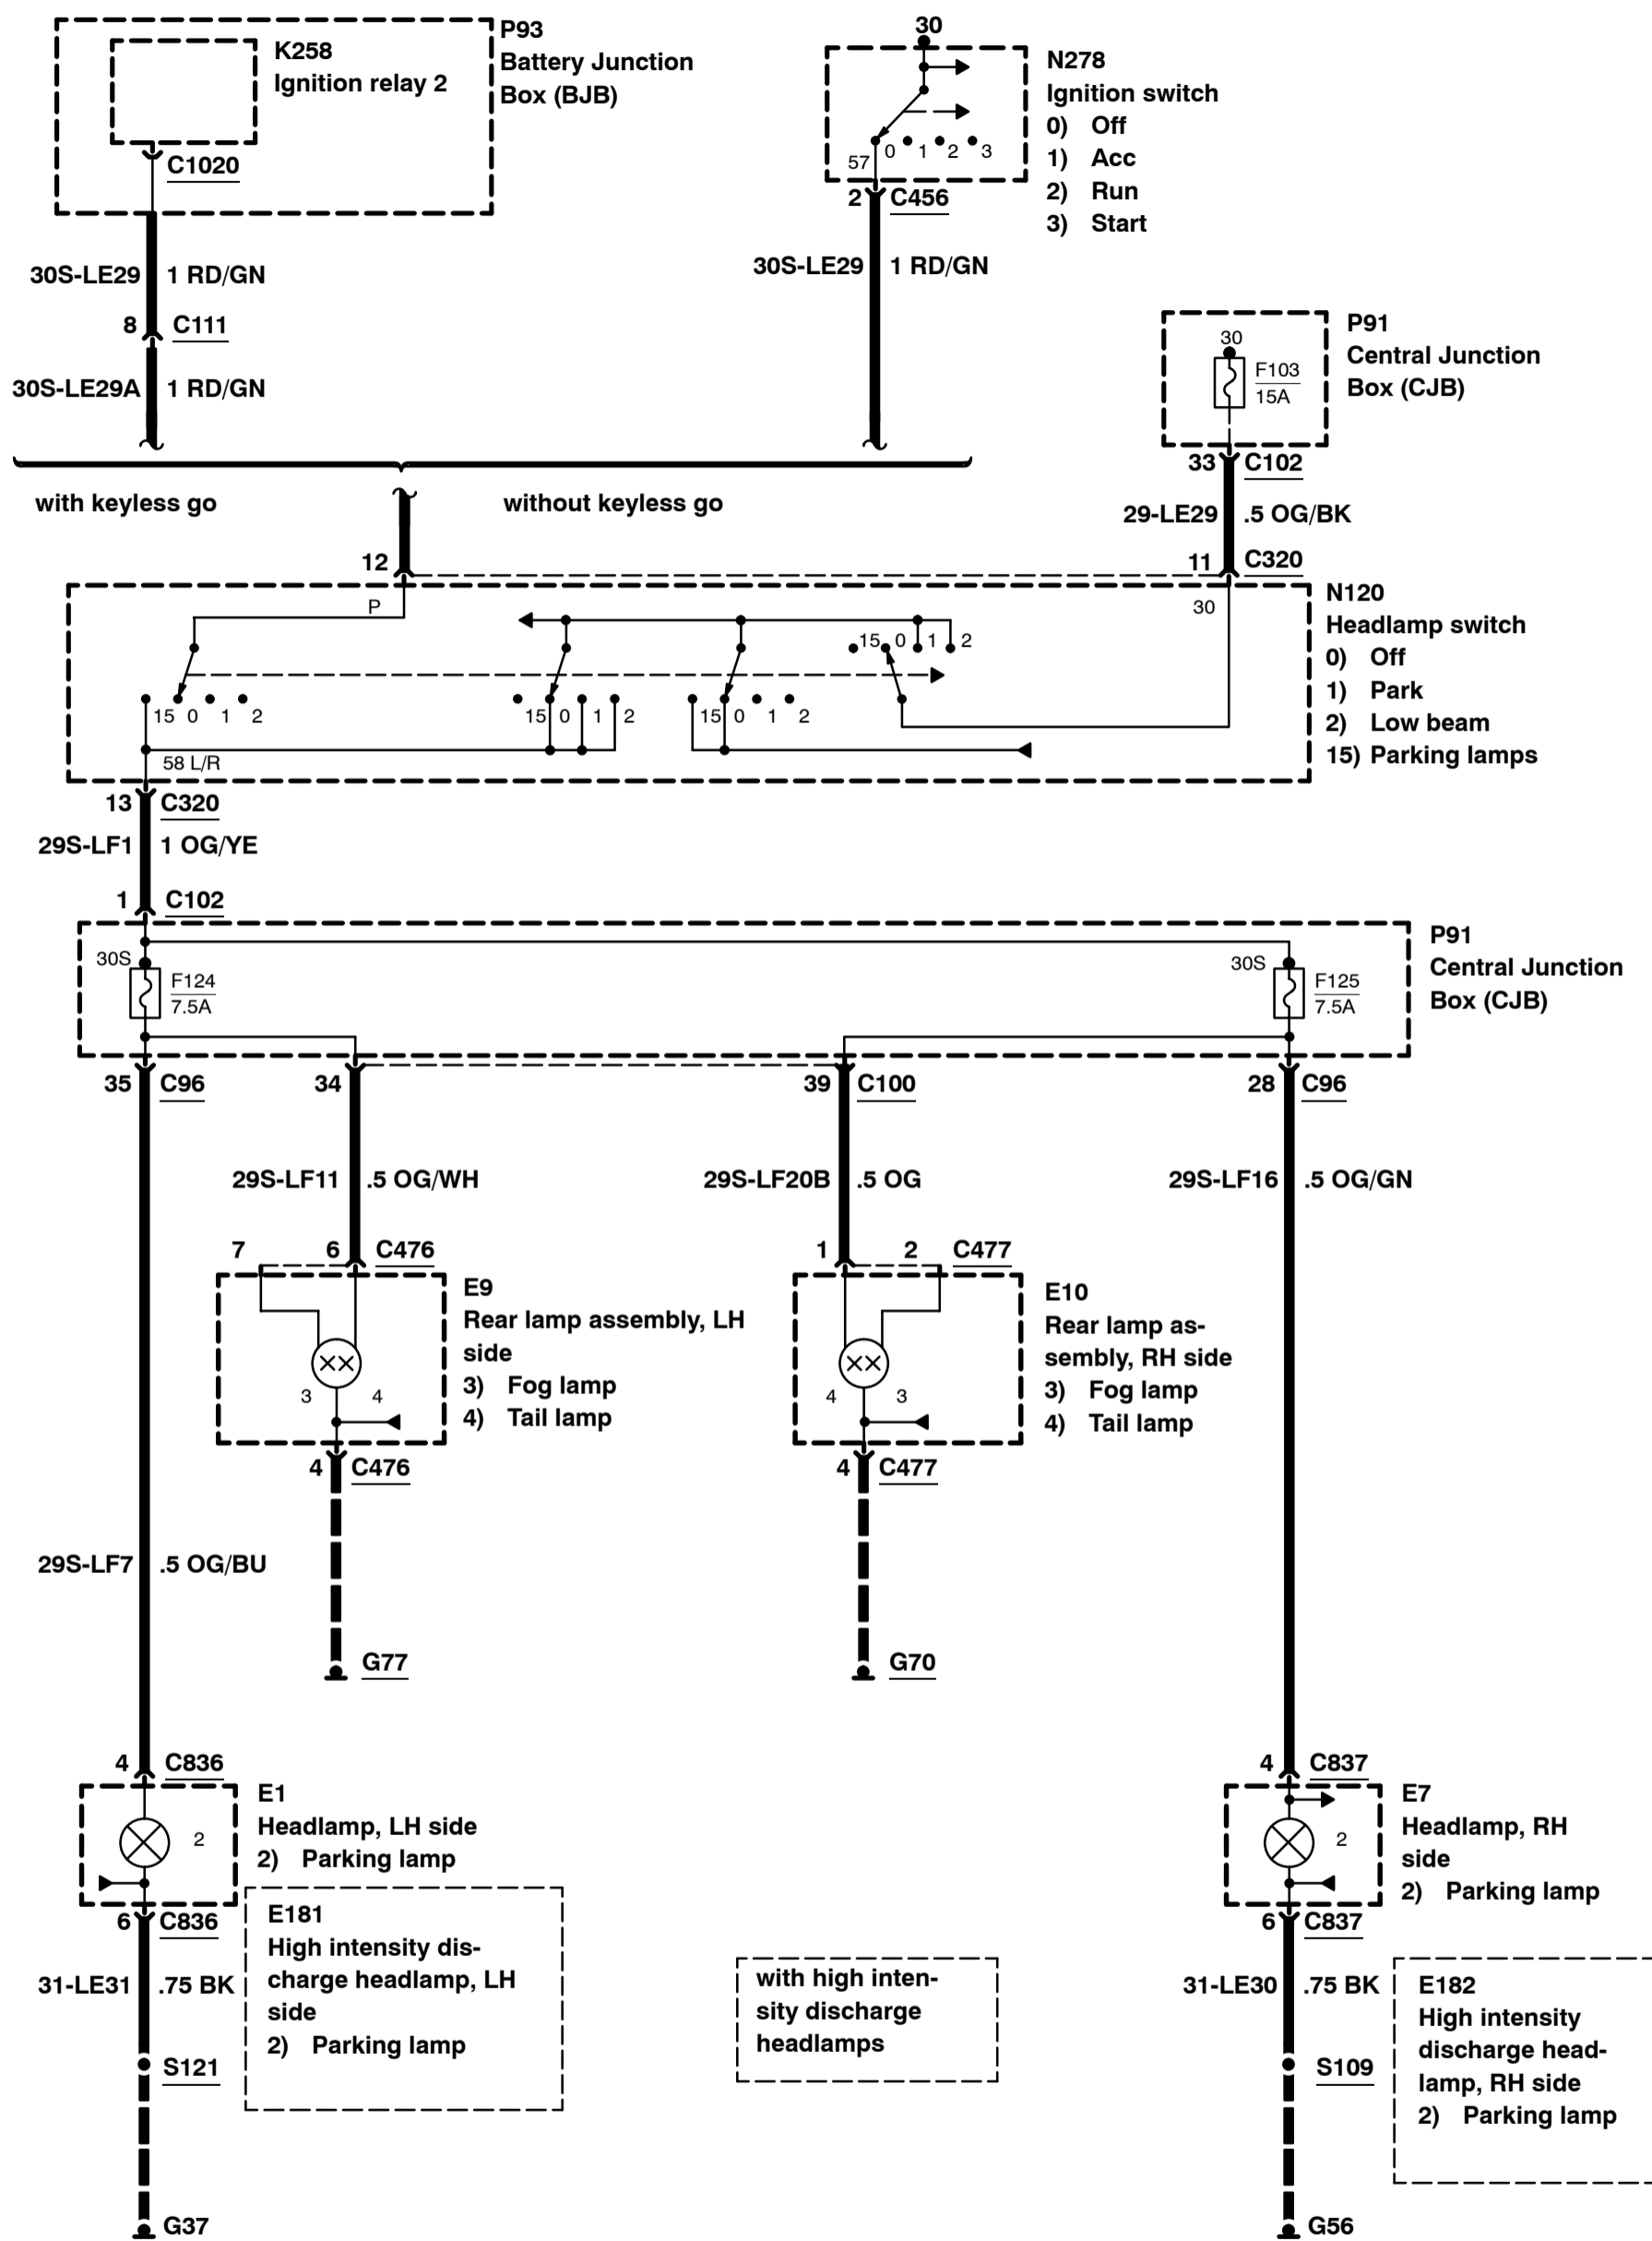 P93
Battery Junction
Box (BJB)
K258
Ignition relay 2
C1020
30S-LE29
1 RD/GN
8
C111
30S-LE29A
1 RD/GN
30
N278
Ignition switch
0) Off
1) Acc
2) Run
3) Start
0 1 2 3
57
2
C456
30S-LE29
1 RD/GN
P91
Central Junction
Box (CJB)
30
F103
15A
33
C102
29-LE29
.5 OG/BK
with keyless go
without keyless go
12
11
C320
P
30
N120
Headlamp switch
0) Off
1) Park
2) Low beam
15) Parking lamps
15 0 1 2
15 0 1 2
15 0 1 2
15 0 1 2
58 L/R
13
C320
29S-LF1
1 OG/YE
1
C102
P91
Central Junction
Box (CJB)
30S
F124
7.5A
30S
F125
7.5A
35
C96
34
39
C100
28
C96
29S-LF11
.5 OG/WH
29S-LF20B
.5 OG
29S-LF16
.5 OG/GN
7
6
C476
1
2
C477
E9
Rear lamp assembly, LH
side
3) Fog lamp
4) Tail lamp
3
4
E10
Rear lamp as-
sembly, RH side
3) Fog lamp
4) Tail lamp
4
3
4
C476
4
C477
29S-LF7
.5 OG/BU
G77
G70
4
C836
4
C837
E1
Headlamp, LH side
2) Parking lamp
2
E7
Headlamp, RH
side
2) Parking lamp
2
6
C836
6
C837
E181
High intensity dis-
charge headlamp, LH
side
2) Parking lamp
with high inten-
sity discharge
headlamps
31-LE31
.75 BK
31-LE30
.75 BK
E182
High intensity
discharge head-
lamp, RH side
2) Parking lamp
S121
S109
G37
G56